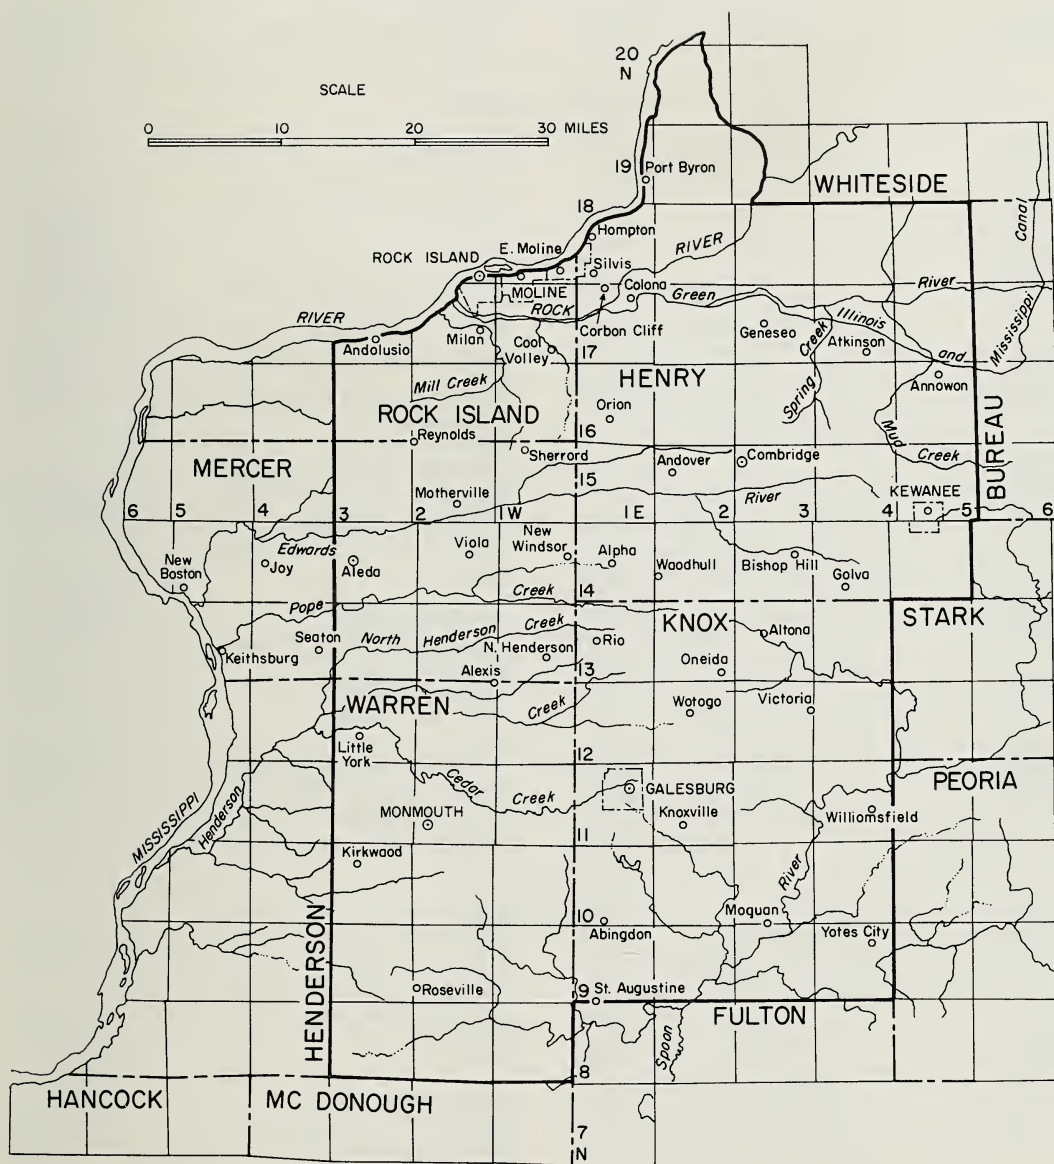 20
N
SCALE
0 10 20 30 MILES
19
Port Byron
WHITESIDE
18
Hompton
Canal
E. Moline
RIVER
ROCK ISLAND
Silvis
MOLINE
Colona
Green
River
ROCK
Corbon Cliff
RIVER
Illinois
Geneseo
Creek
Mississippi
Andolusio
Milan
Cool
Volley
17
Atkinson
and
Annowon
HENRY
Mill Creek
Spring
ROCK ISLAND
Orion
BUREAU
Reynolds
16
Mud
MERCER
Sherrord
Andover
Combridge
Creek
15
Motherville
River
KEWANEE
6 5 4 3 2 1W 1E 2 3 4 5 6
Edwards
New
Boston
Joy
Aleda
Viola
New
Windsor
Alpha
Bishop Hill
Waodhull
Golva
14
Pope
Creek
KNOX
STARK
Seaton
North Henderson Creek
Rio
Altona
Keithsburg
N. Henderson
Oneida
Alexis
13
WARREN
Creek
Wotogo
Victoria
Little
York
12
PEORIA
Cedar
Creek
GALESBURG
MISSISSIPPI
Henderson
MONMOUTH
Knoxville
Williomsfield
11
Kirkwood
River
HENDERSON
10
Abingdon
Moquan
Yotes City
Roseville
9
St. Augustine
FULTON
Spoon
8
HANCOCK
MC DONOUGH
7
N